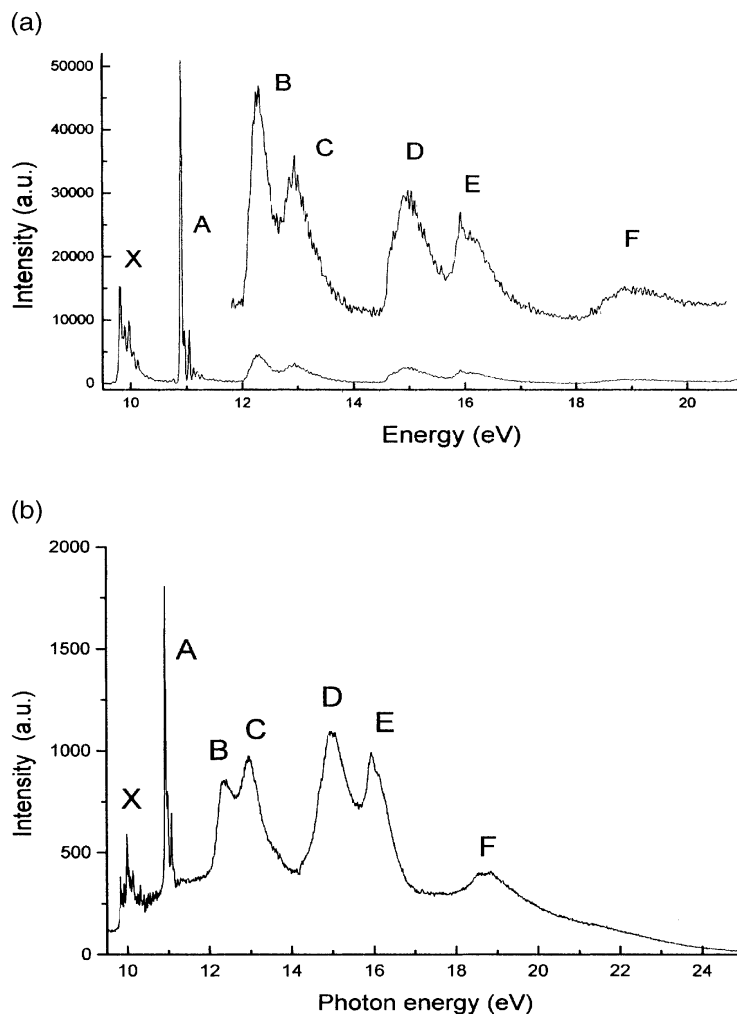 (a)
50000
40000
30000
20000
10000
0
Intensity (a.u.)
X
A
B
C
D
E
F
10
12
14
16
18
20
Energy (eV)
(b)
2000
1500
1000
500
0
Intensity (a.u.)
X
A
B
C
D
E
F
10
12
14
16
18
20
22
24
Photon energy (eV)